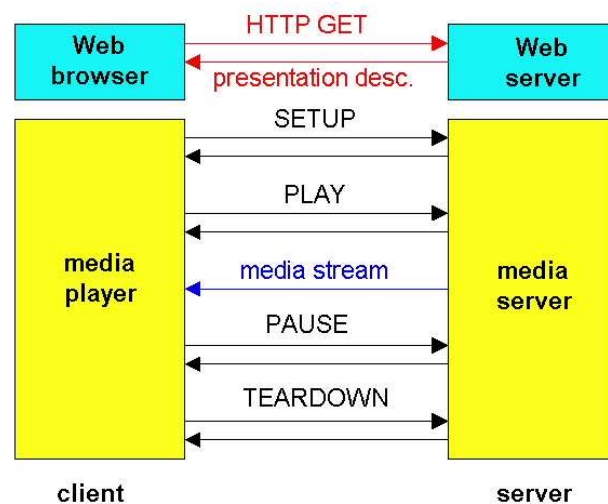 Web
browser
HTTP GET
presentation desc.
Web
server
SETUP
PLAY
media
player
media stream
media
server
PAUSE
TEARDOWN
client
server